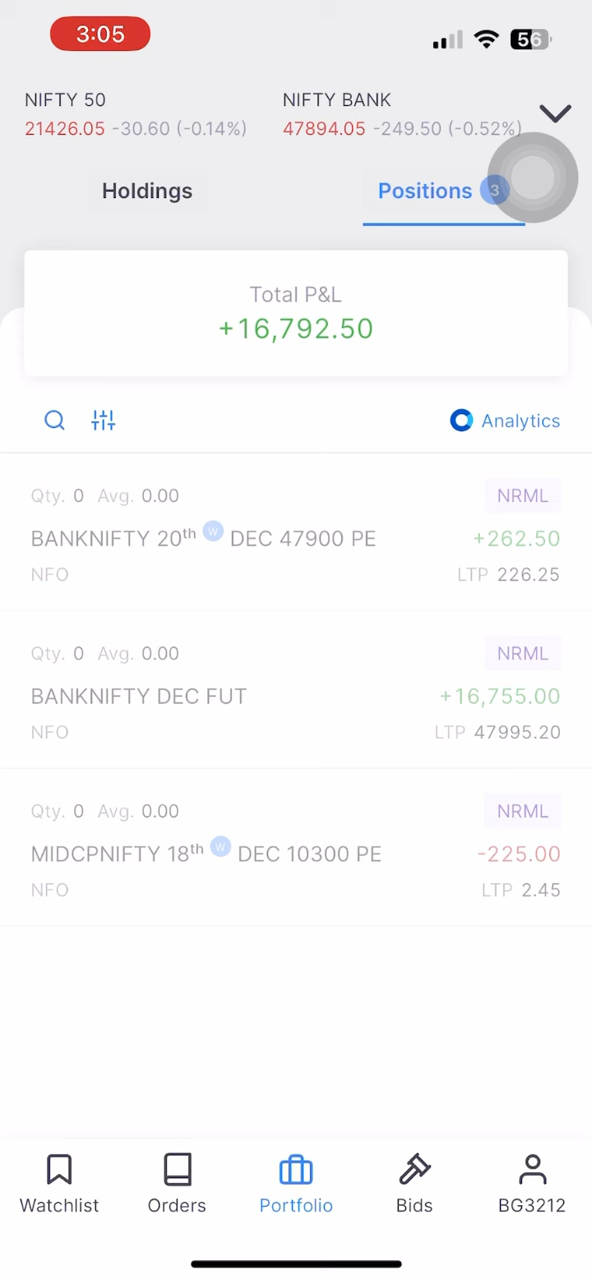 3:05
56
NIFTY 50
21426.05 -30.60 (-0.14%)
NIFTY BANK
47894.05 -249.50 (-0.52%)
Holdings
Positions 3
Total P&L
+16,792.50
Analytics
Qty. 0 Avg. 0.00 NRML
BANKNIFTY 20th W DEC 47900 PE +262.50
NFO LTP 226.25
Qty. 0 Avg. 0.00 NRML
BANKNIFTY DEC FUT +16,755.00
NFO LTP 47995.20
Qty. 0 Avg. 0.00 NRML
MIDCPNIFTY 18th W DEC 10300 PE -225.00
NFO LTP 2.45
Watchlist Orders Portfolio Bids BG3212